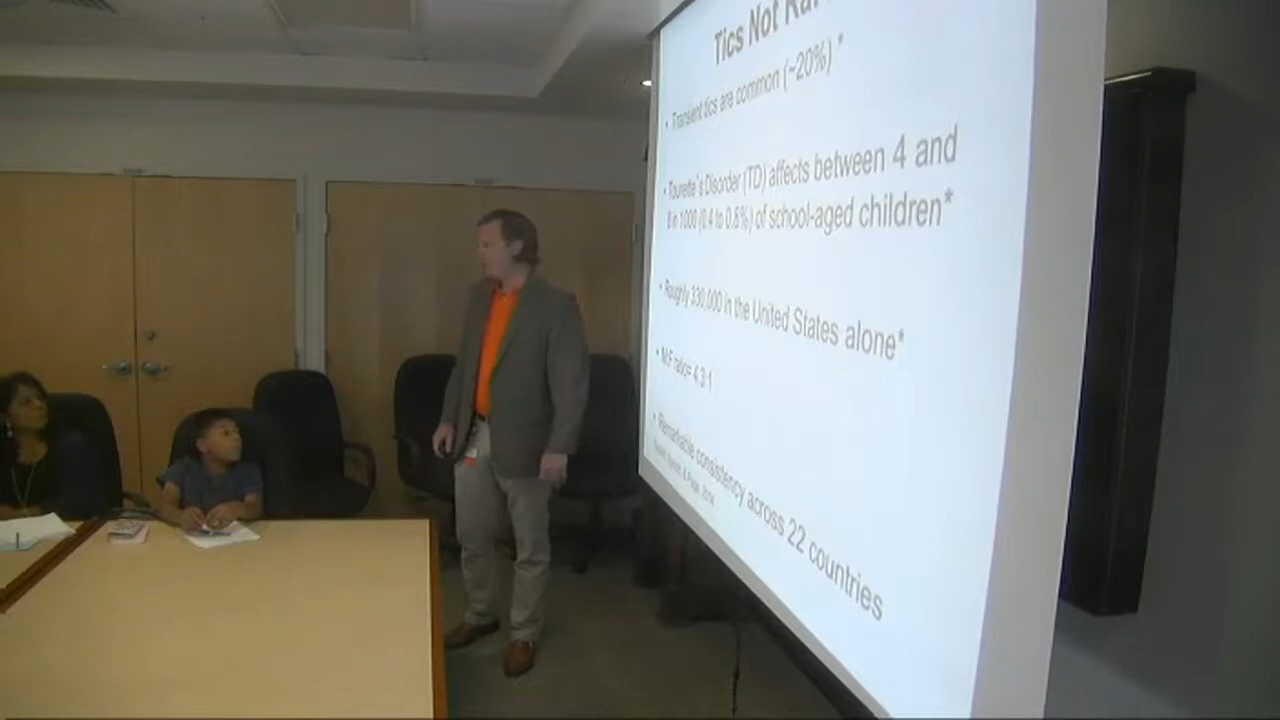 Tics Not
• Transient tics are common (~20%) *
• Tourette's Disorder (TD) affects between 4 and
8 in 1000 (0.4 to 0.8%) of school-aged children*
• Roughly 330,000 in the United States alone*
• M:F ratio= 4.3:1
• Remarkable consistency across 22 countries